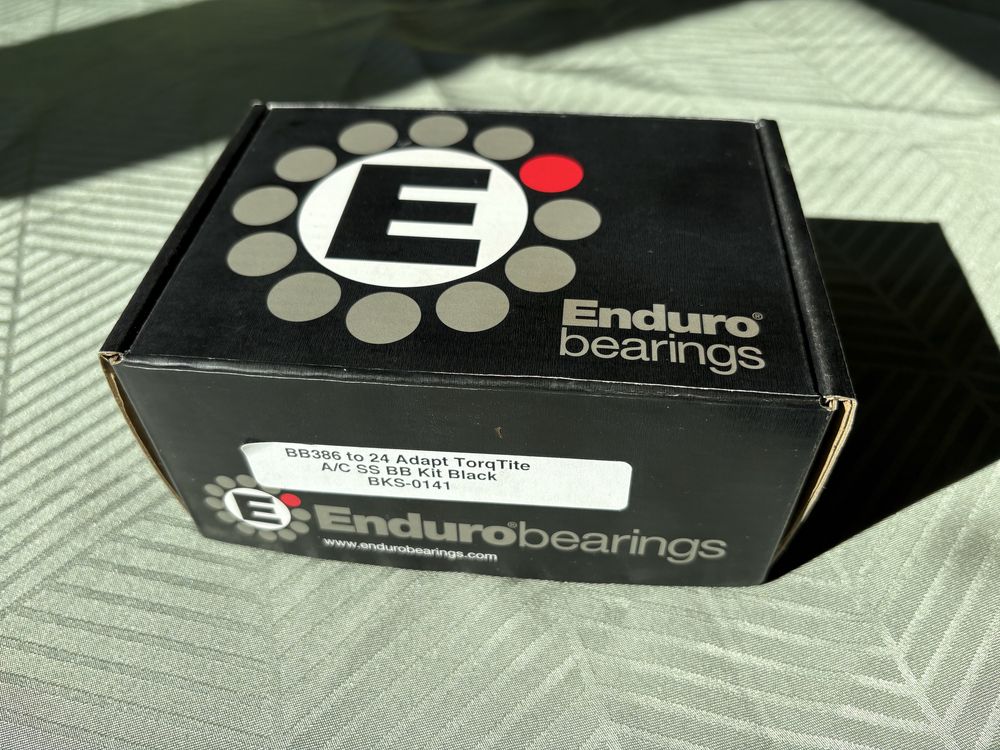 E
Enduro®
bearings
BB386 to 24 Adapt TorqTite
A/C SS BB Kit Black
BKS-0141
E
Enduro®bearings
www.endurobearings.com